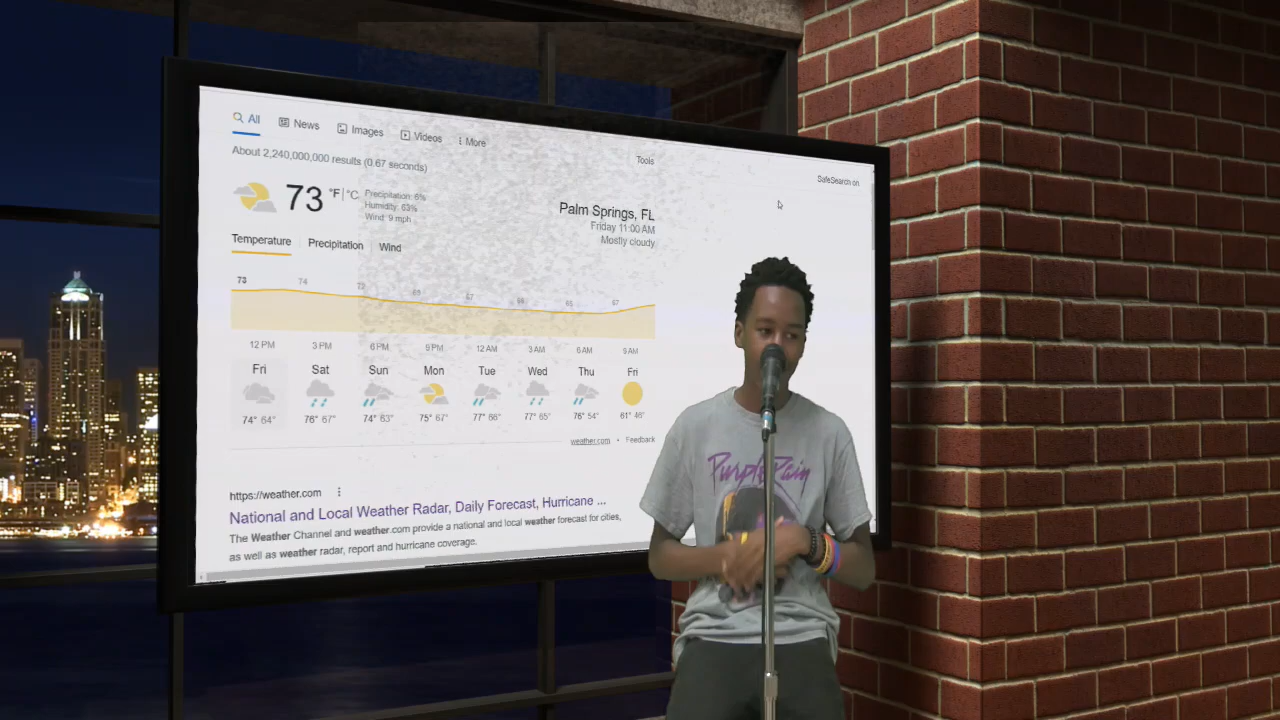 All News Images Videos More
Tools
About 2,240,000,000 results (0.67 seconds)
SafeSearch on
73 °F | °C
Precipitation: 6%
Humidity: 63%
Wind: 9 mph
Palm Springs, FL
Friday 11:00 AM
Mostly cloudy
Temperature | Precipitation | Wind
73 74 72 67 66 65 67
12 PM 3 PM 6 PM 9 PM 12 AM 3 AM 6 AM 9 AM
Fri Sat Sun Mon Tue Wed Thu Fri
74° 64° 76° 67° 74° 63° 75° 67° 77° 66° 77° 65° 76° 54° 61° 46°
weather.com • Feedback
https://weather.com
National and Local Weather Radar, Daily Forecast, Hurricane ...
The Weather Channel and weather.com provide a national and local weather forecast for cities,
as well as weather radar, report and hurricane coverage.
Purple Rain